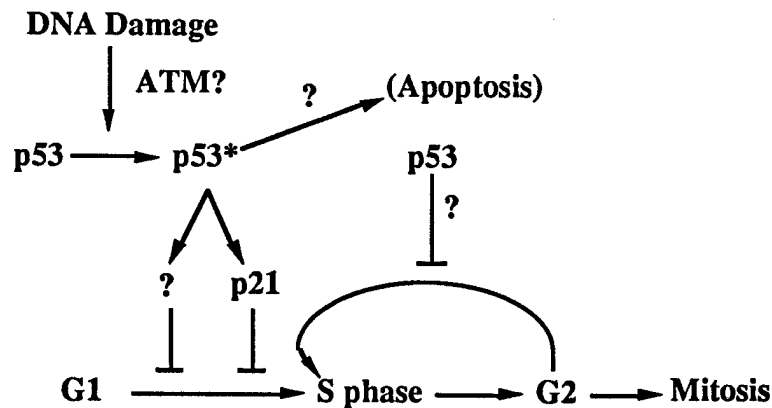 DNA Damage
ATM?
? (Apoptosis)
p53 p53* p53
?
? p21
G1 S phase G2 Mitosis